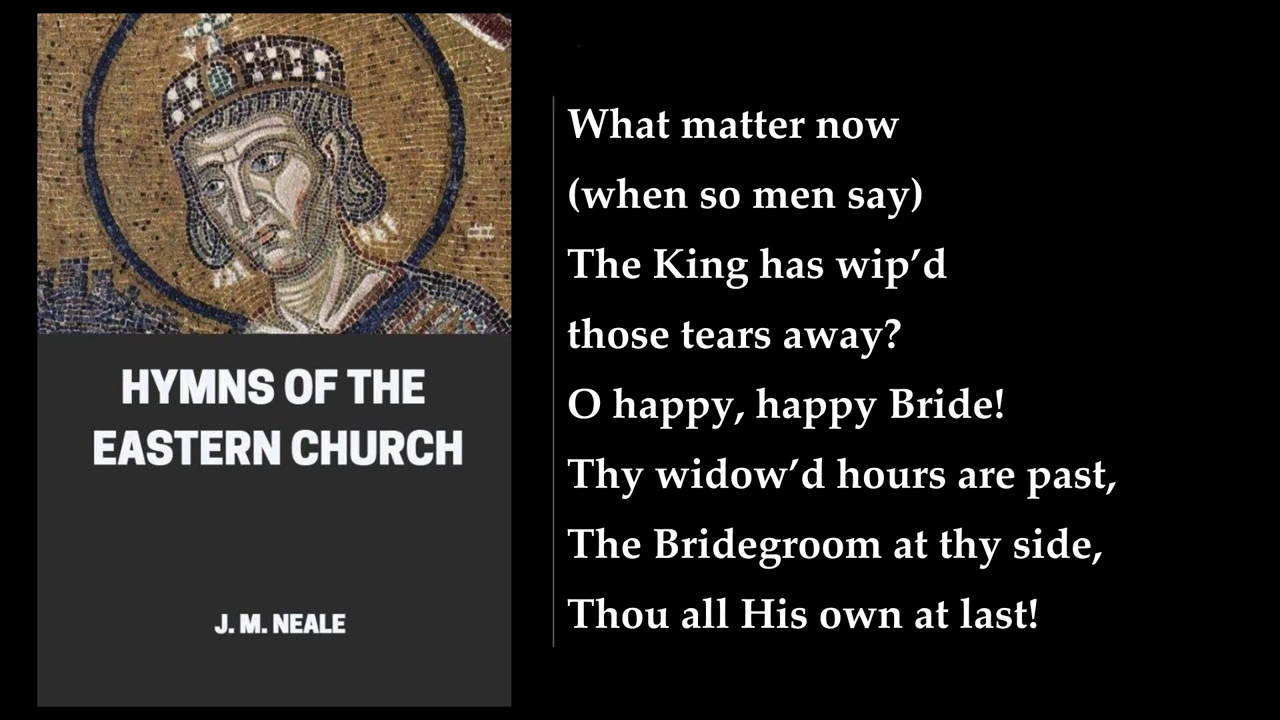 HYMNS OF THE
EASTERN CHURCH
J. M. NEALE
What matter now
(when so men say)
The King has wip’d
those tears away?
O happy, happy Bride!
Thy widow’d hours are past,
The Bridegroom at thy side,
Thou all His own at last!